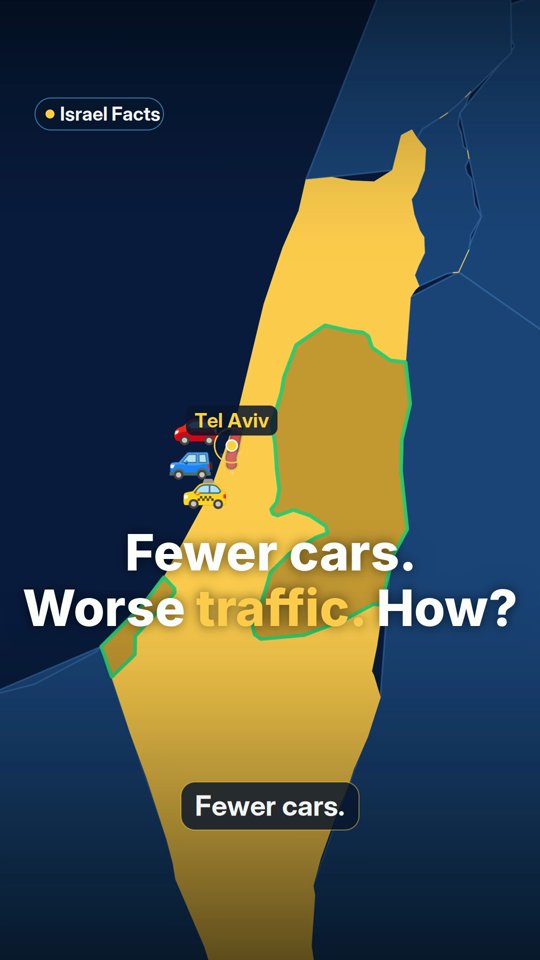 Israel Facts
Tel Aviv
Fewer cars.
Worse traffic. How?
Fewer cars.